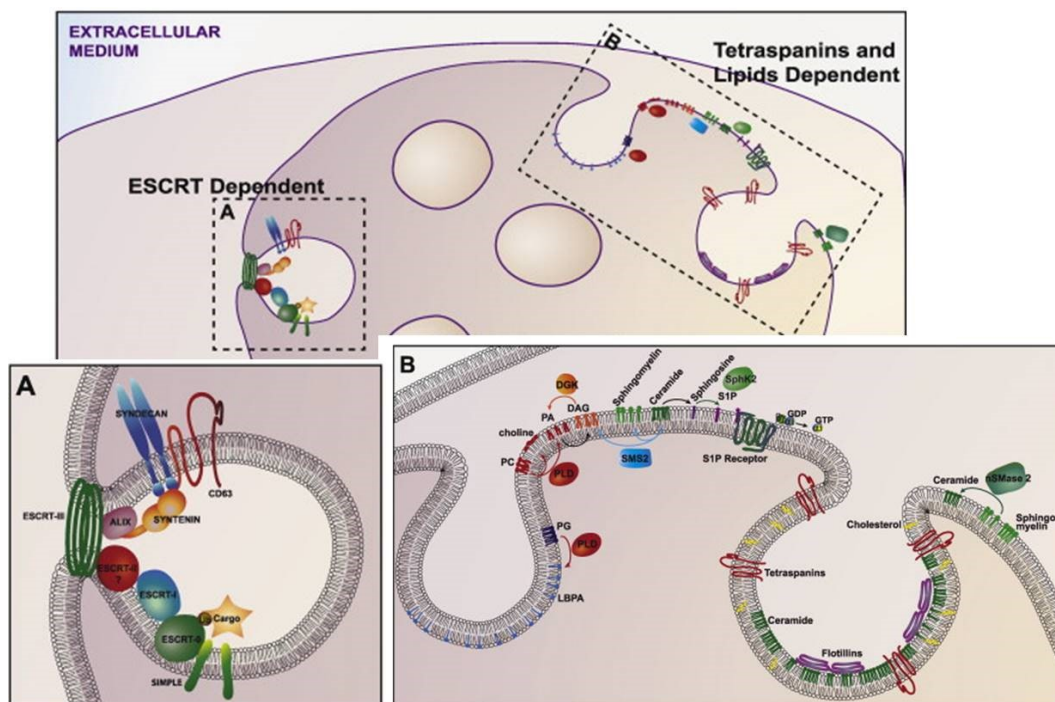 EXTRACELLULAR
MEDIUM
B
Tetraspanins and
Lipids Dependent
ESCRT Dependent
A
A
SYNDECAN
CD63
ESCRT-III
ALIX
SYNTENIN
ESCRT-II
?
ESCRT-I
Cargo
ESCRT-0
SIMPLE
B
DGK
Sphingomyelin
Ceramide
Sphingosine
SphK2
S1P
PA
DAG
GDP
GTP
choline
PC
PLD
SMS2
S1P Receptor
PG
PLD
LBPA
Ceramide
nSMase 2
Sphingo
myelin
Cholesterol
Tetraspanins
Ceramide
Flotillins